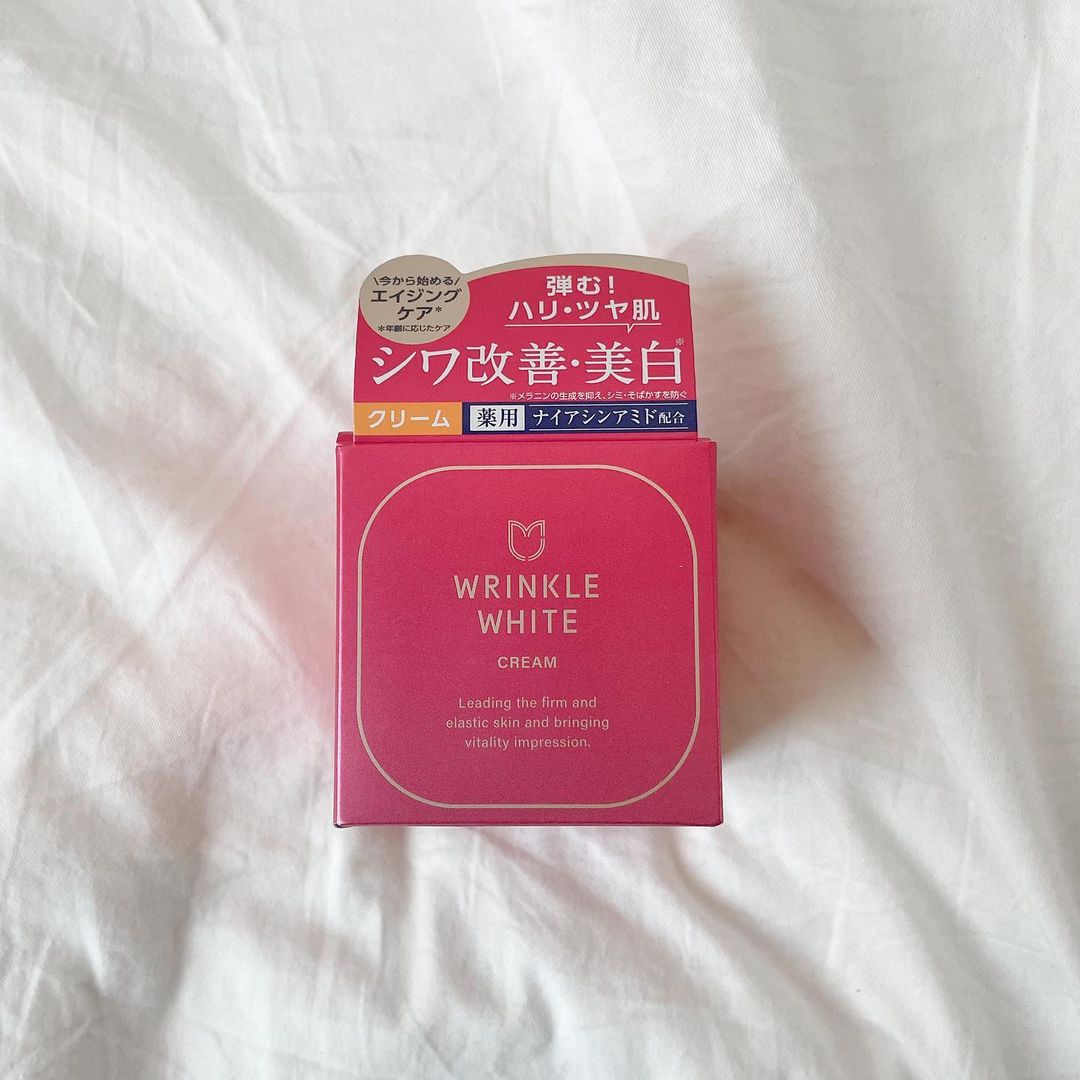 \今から始める/
エイジング
ケア*
*年齢に応じたケア
弾む!
ハリ・ツヤ肌
シワ改善・美白※
※メラニンの生成を抑え、シミ・そばかすを防ぐ
クリーム
薬用
ナイアシンアミド配合
WRINKLE
WHITE
CREAM
Leading the firm and
elastic skin and bringing
vitality impression.